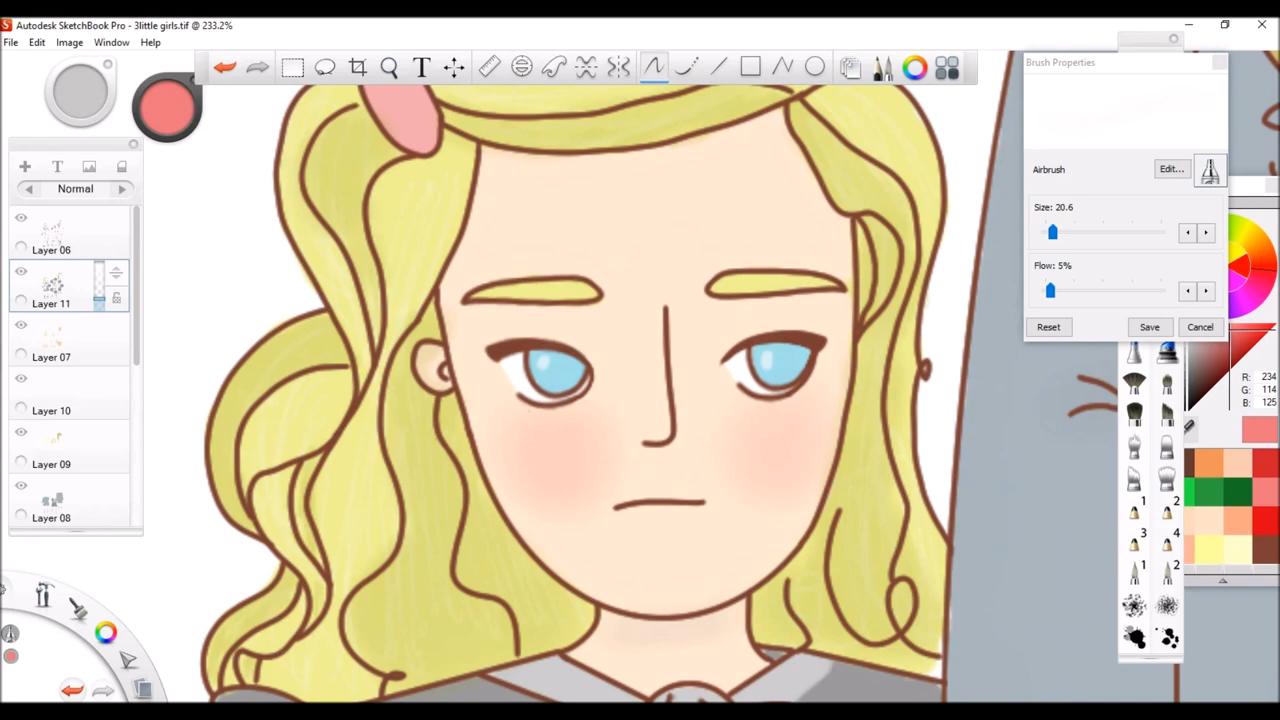 Autodesk SketchBook Pro - 3little girls.tif @ 233.2%
File Edit Image Window Help
T
Brush Properties
Airbrush
Edit...
Size: 20.6
Flow: 5%
Reset Save Cancel
T
Normal
Layer 06
Layer 11
Layer 07
Layer 10
Layer 09
Layer 08
R: 234
G: 114
B: 125
1 2
3 4
1 2